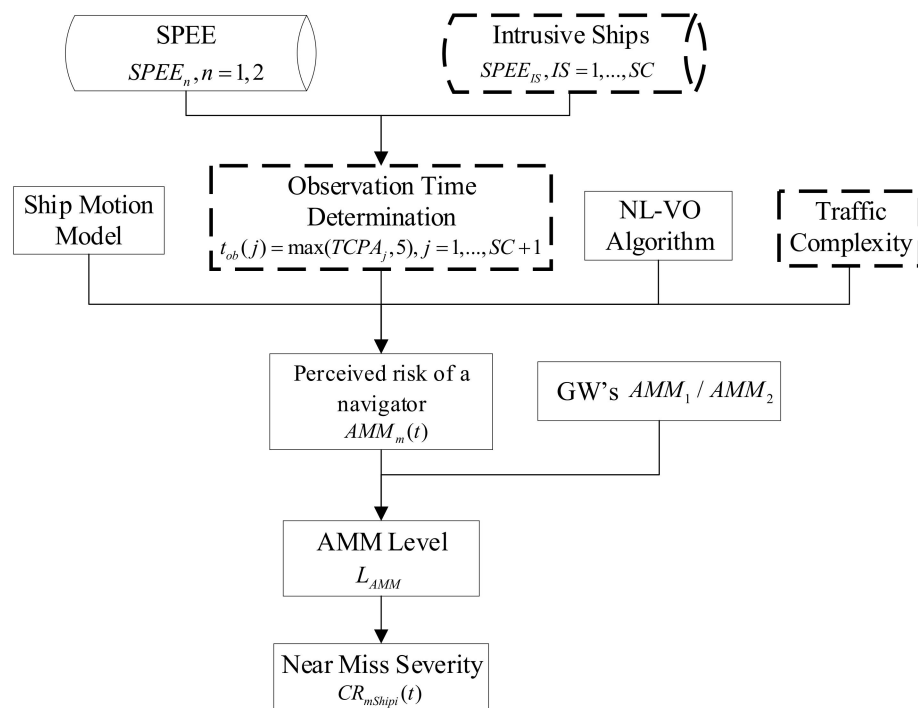 SPEE
SPEE_n, n = 1, 2
Intrusive Ships
SPEE_IS, IS = 1,..., SC
Observation Time
Determination
t_ob(j) = max(TCPA_j, 5), j = 1,..., SC + 1
Ship Motion
Model
NL-VO
Algorithm
Traffic
Complexity
Perceived risk of a
navigator
AMM_m(t)
GW's AMM_1 / AMM_2
AMM Level
L_AMM
Near Miss Severity
CR_mShipi(t)